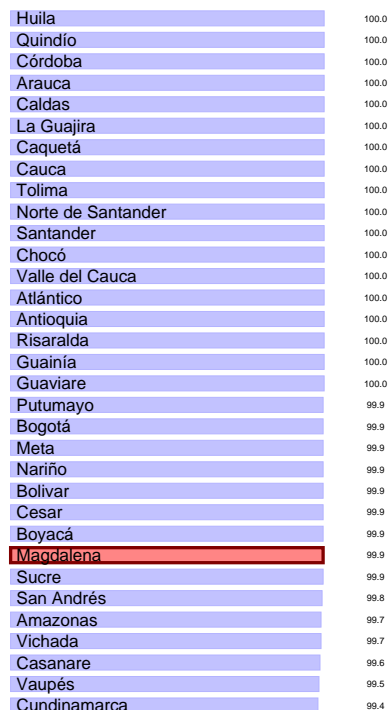 Huila 100.0
Quindío 100.0
Córdoba 100.0
Arauca 100.0
Caldas 100.0
La Guajira 100.0
Caquetá 100.0
Cauca 100.0
Tolima 100.0
Norte de Santander 100.0
Santander 100.0
Chocó 100.0
Valle del Cauca 100.0
Atlántico 100.0
Antioquia 100.0
Risaralda 100.0
Guainía 100.0
Guaviare 100.0
Putumayo 99.9
Bogotá 99.9
Meta 99.9
Nariño 99.9
Bolivar 99.9
Cesar 99.9
Boyacá 99.9
Magdalena 99.9
Sucre 99.9
San Andrés 99.8
Amazonas 99.7
Vichada 99.7
Casanare 99.6
Vaupés 99.5
Cundinamarca 99.4